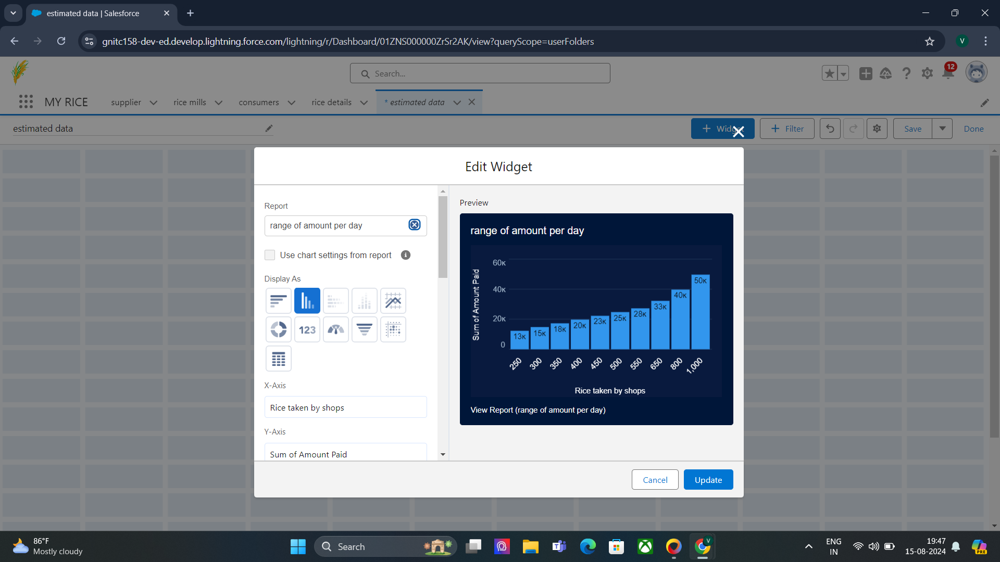 estimated data | Salesforce
gnitc158-dev-ed.develop.lightning.force.com/lightning/r/Dashboard/01ZNS000000ZrSr2AK/view?queryScope=userFolders
V
Search...
12
MY RICE
supplier
rice mills
consumers
rice details
* estimated data
estimated data
+ Widget
+ Filter
Save
Done
Edit Widget
Report
range of amount per day
Use chart settings from report
Display As
123
X-Axis
Rice taken by shops
Y-Axis
Sum of Amount Paid
Preview
range of amount per day
Sum of Amount Paid
60K
40K
20K
0
13K
15K
18K
20K
23K
25K
28K
33K
40K
50K
250
300
350
400
450
500
550
650
800
1,000
Rice taken by shops
View Report (range of amount per day)
Cancel
Update
86°F
Mostly cloudy
Search
V
ENG
IN
19:47
15-08-2024
PRE